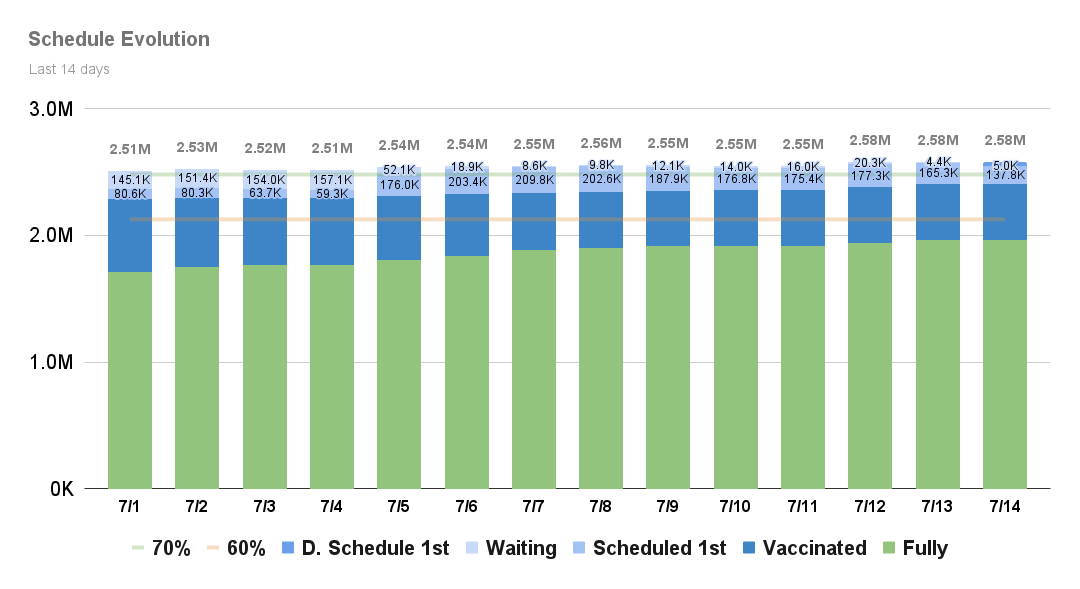 Schedule Evolution
Last 14 days
3.0M
2.51M 2.53M 2.52M 2.51M 2.54M 2.54M 2.55M 2.56M 2.55M 2.55M 2.55M 2.58M 2.58M 2.58M
145.1K 151.4K 154.0K 157.1K 52.1K 18.9K 8.6K 9.8K 12.1K 14.0K 16.0K 20.3K 4.4K 5.0K
80.6K 80.3K 63.7K 59.3K 176.0K 203.4K 209.8K 202.6K 187.9K 176.8K 175.4K 177.3K 165.3K 137.8K
2.0M
1.0M
0K
7/1 7/2 7/3 7/4 7/5 7/6 7/7 7/8 7/9 7/10 7/11 7/12 7/13 7/14
70% 60% D. Schedule 1st Waiting Scheduled 1st Vaccinated Fully